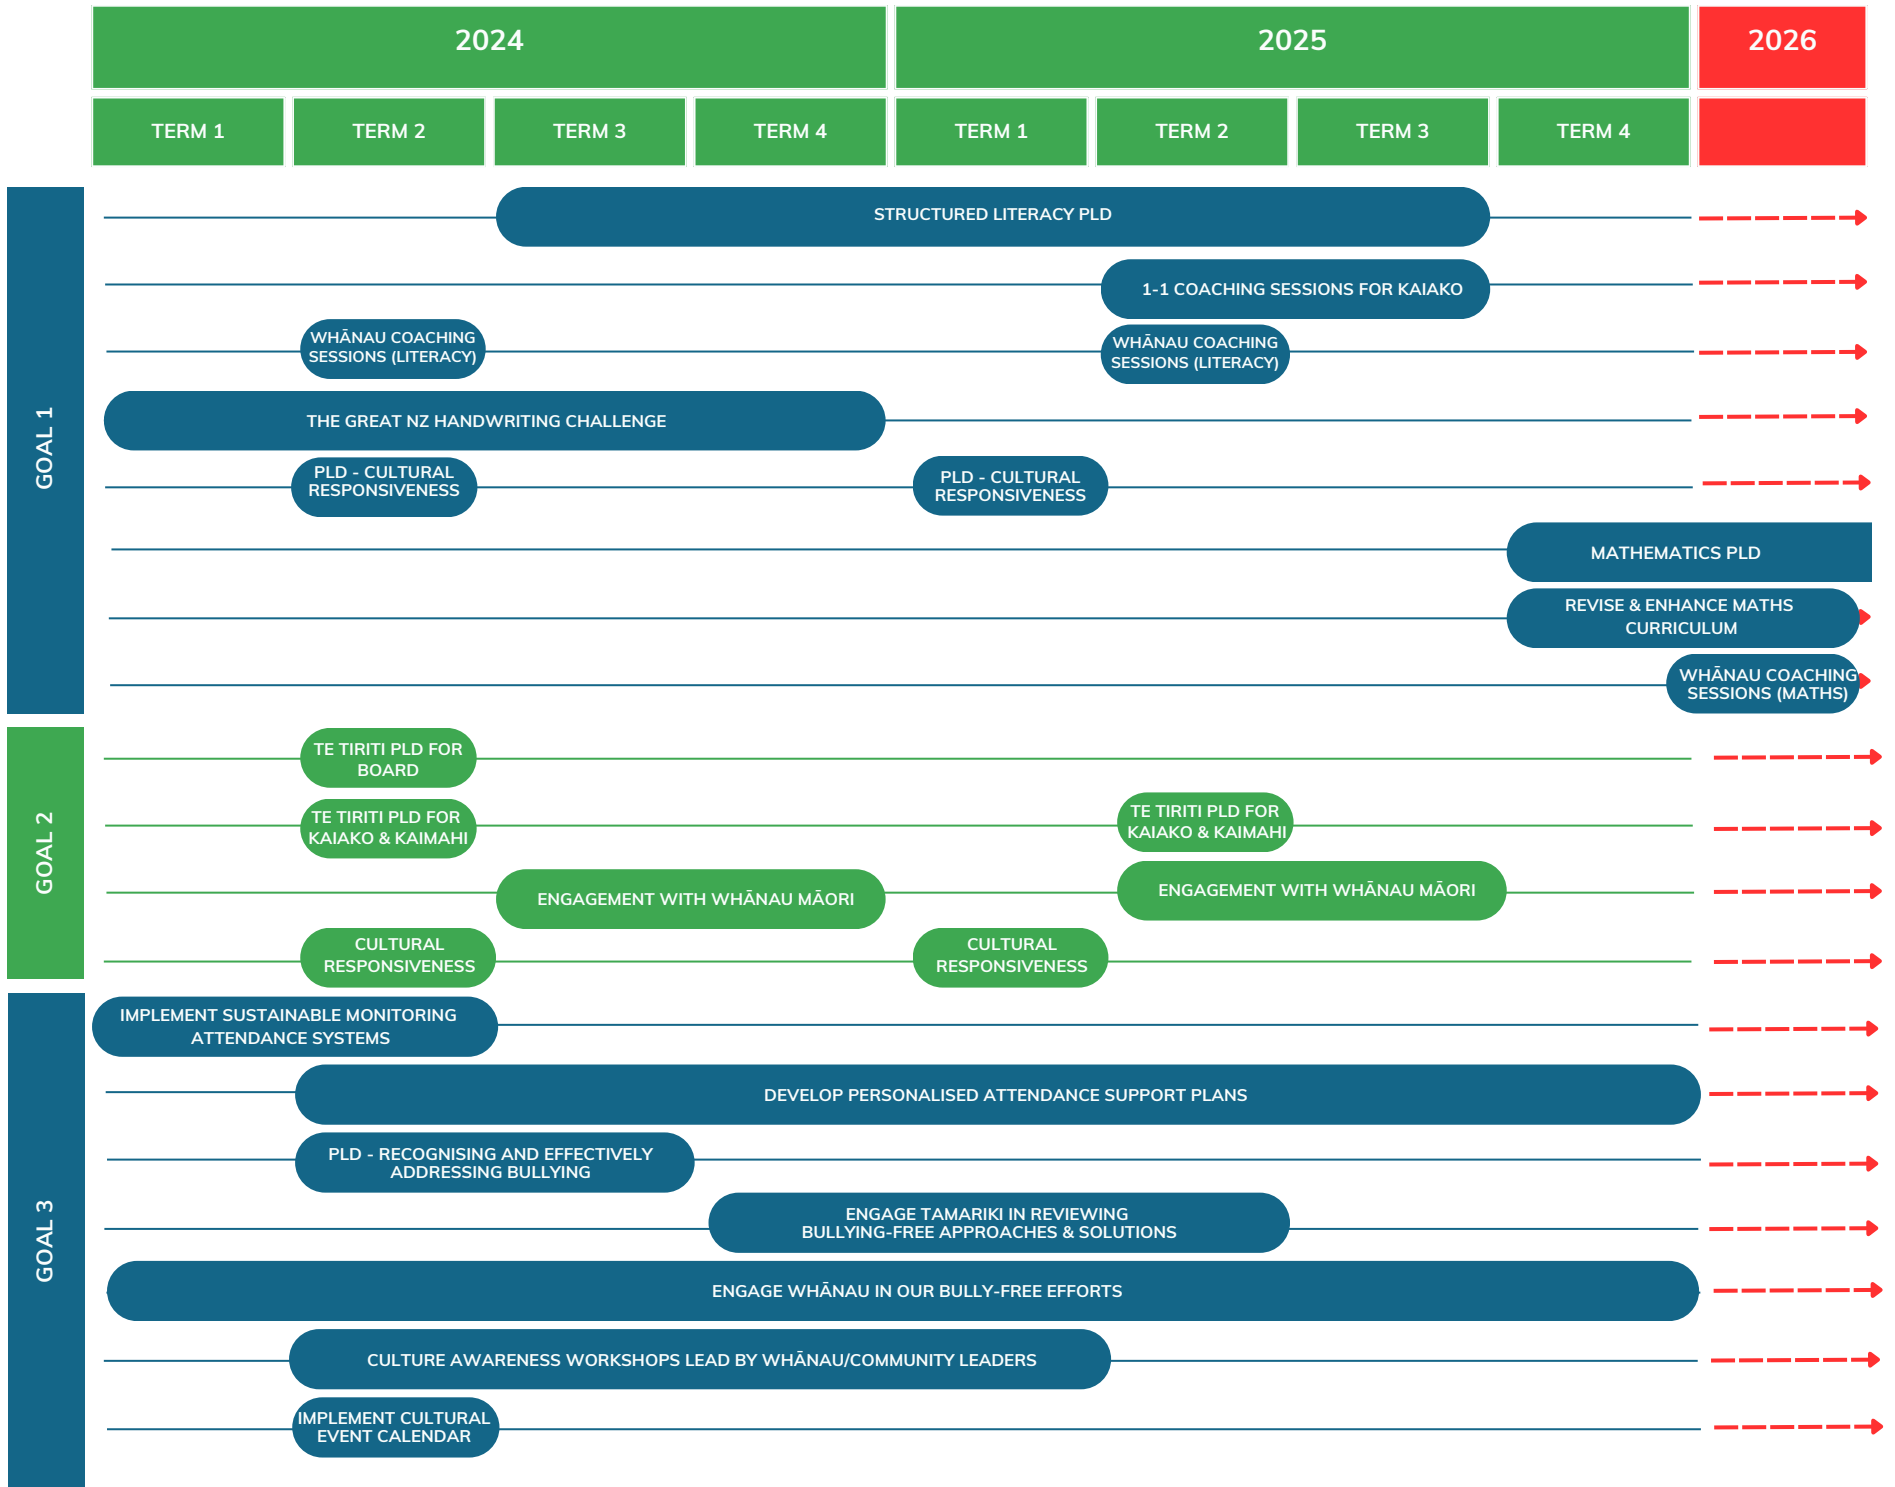 2024
2025
2026
TERM 1
TERM 2
TERM 3
TERM 4
TERM 1
TERM 2
TERM 3
TERM 4
GOAL 1
STRUCTURED LITERACY PLD
1-1 COACHING SESSIONS FOR KAIAKO
WHĀNAU COACHING
SESSIONS (LITERACY)
WHĀNAU COACHING
SESSIONS (LITERACY)
THE GREAT NZ HANDWRITING CHALLENGE
PLD - CULTURAL
RESPONSIVENESS
PLD - CULTURAL
RESPONSIVENESS
MATHEMATICS PLD
REVISE & ENHANCE MATHS
CURRICULUM
WHĀNAU COACHING
SESSIONS (MATHS)
GOAL 2
TE TIRITI PLD FOR
BOARD
TE TIRITI PLD FOR
KAIAKO & KAIMAHI
TE TIRITI PLD FOR
KAIAKO & KAIMAHI
ENGAGEMENT WITH WHĀNAU MĀORI
ENGAGEMENT WITH WHĀNAU MĀORI
CULTURAL
RESPONSIVENESS
CULTURAL
RESPONSIVENESS
GOAL 3
IMPLEMENT SUSTAINABLE MONITORING
ATTENDANCE SYSTEMS
DEVELOP PERSONALISED ATTENDANCE SUPPORT PLANS
PLD - RECOGNISING AND EFFECTIVELY
ADDRESSING BULLYING
ENGAGE TAMARIKI IN REVIEWING
BULLYING-FREE APPROACHES & SOLUTIONS
ENGAGE WHĀNAU IN OUR BULLY-FREE EFFORTS
CULTURE AWARENESS WORKSHOPS LEAD BY WHĀNAU/COMMUNITY LEADERS
IMPLEMENT CULTURAL
EVENT CALENDAR